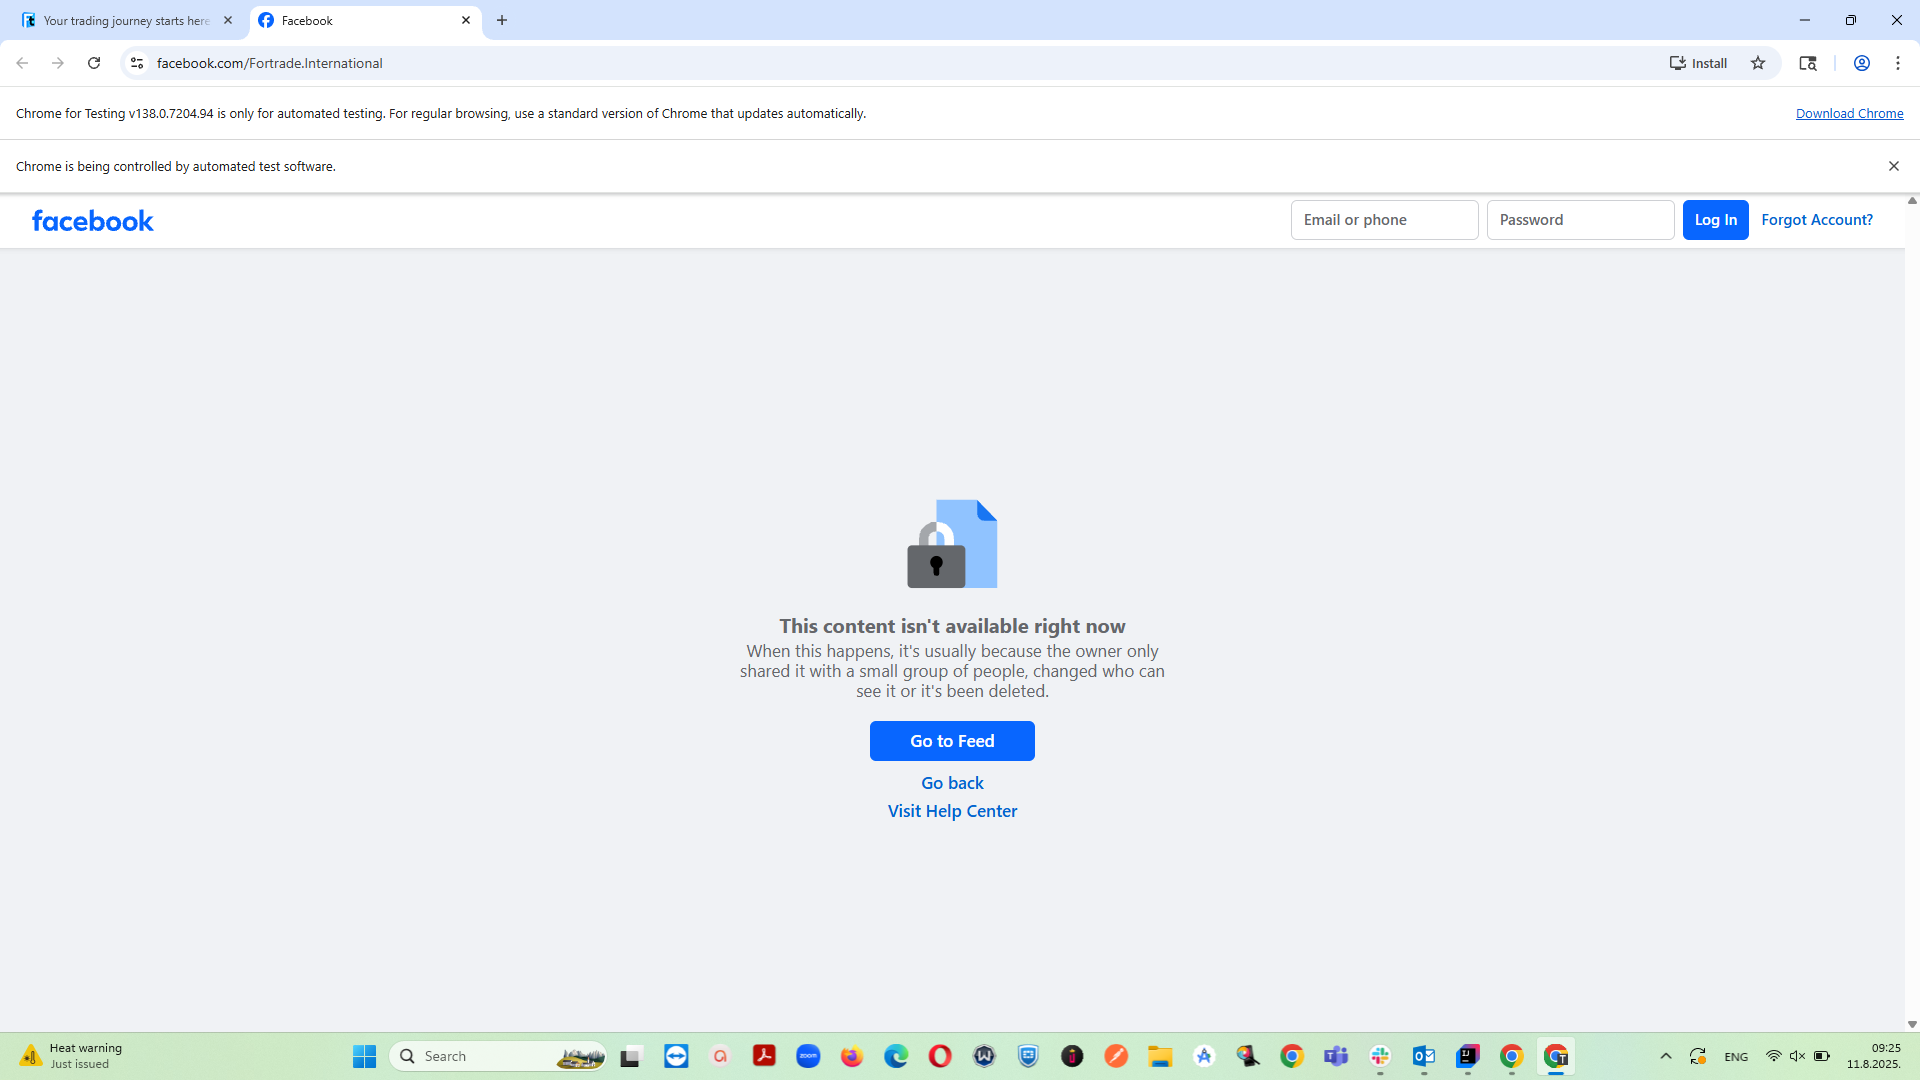 Your trading journey starts here
Facebook
facebook.com/Fortrade.International
Install
Chrome for Testing v138.0.7204.94 is only for automated testing. For regular browsing, use a standard version of Chrome that updates automatically.
Download Chrome
Chrome is being controlled by automated test software.
facebook
Email or phone
Password
Log In
Forgot Account?
This content isn't available right now
When this happens, it's usually because the owner only
shared it with a small group of people, changed who can
see it or it's been deleted.
Go to Feed
Go back
Visit Help Center
Heat warning
Just issued
Search
zoom
ENG
09:25
11.8.2025.